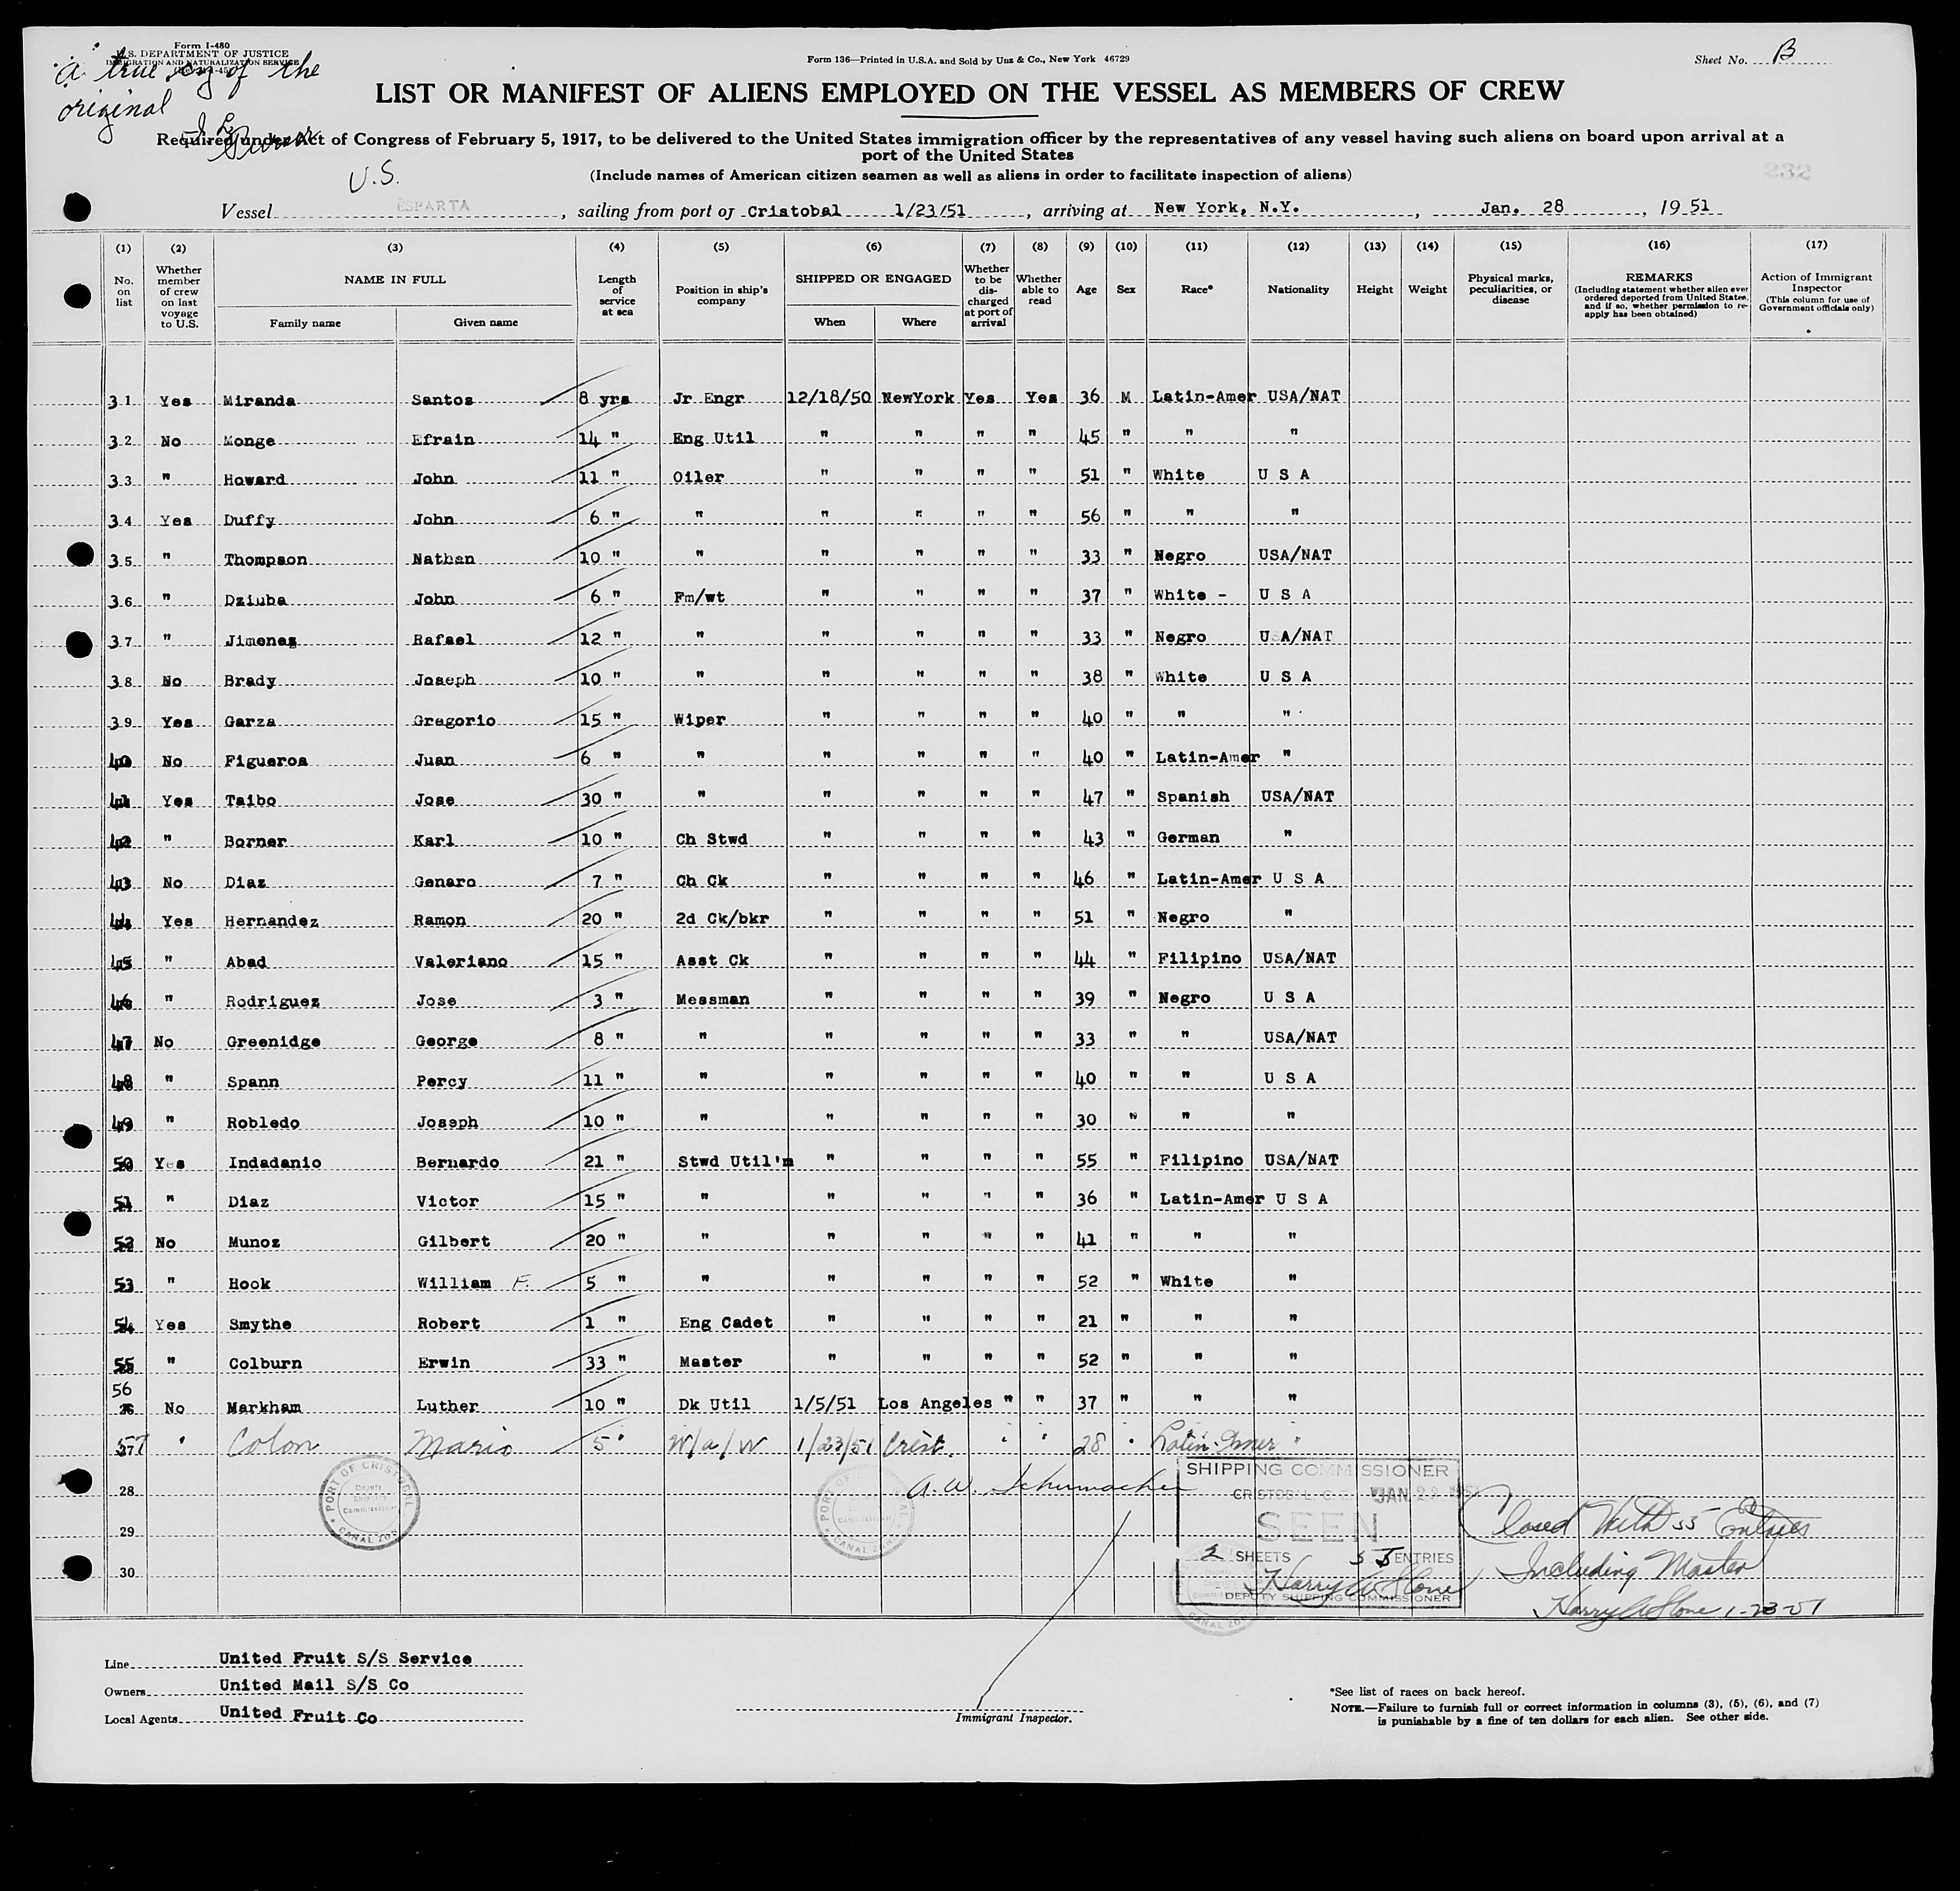 Form I-480
U.S. DEPARTMENT OF JUSTICE
IMMIGRATION AND NATURALIZATION SERVICE
a true copy of the
original
Form 136—Printed in U.S.A. and Sold by Unz & Co., New York 46729
Sheet No. B
LIST OR MANIFEST OF ALIENS EMPLOYED ON THE VESSEL AS MEMBERS OF CREW
Required under Act of Congress of February 5, 1917, to be delivered to the United States immigration officer by the representatives of any vessel having such aliens on board upon arrival at a
port of the United States
(Include names of American citizen seamen as well as aliens in order to facilitate inspection of aliens)
232
U.S.
Vessel ESPARTA, sailing from port of Cristobal 1/23/51, arriving at New York, N.Y., Jan. 28, 1951
(1) (2) (3) (4) (5) (6) (7) (8) (9) (10) (11) (12) (13) (14) (15) (16) (17)
No. on list
Whether member of crew on last voyage to U.S.
NAME IN FULL
Family name Given name
Length of service at sea
Position in ship's company
SHIPPED OR ENGAGED
When Where
Whether to be discharged at port of arrival
Whether able to read
Age
Sex
Race*
Nationality
Height
Weight
Physical marks, peculiarities, or disease
REMARKS
(Including statement whether alien ever ordered deported from United States, and if so, whether permission to re-apply has been obtained)
Action of Immigrant Inspector
(This column for use of Government officials only)
31 Yes Miranda Santos 8 yrs Jr Engr 12/18/50 NewYork Yes Yes 36 M Latin-Amer USA/NAT
32 No Monge Efrain 14 " Eng Util " " " " 45 " " "
33 " Howard John 11 " Oiler " " " " 51 " White U S A
34 Yes Duffy John 6 " " " " " " 56 " " "
35 " Thompson Nathan 10 " " " " " " 33 " Negro USA/NAT
36 " Dziuba John 6 " Fm/wt " " " " 37 " White - U S A
37 " Jimenez Rafael 12 " " " " " " 33 " Negro USA/NAT
38 No Brady Joseph 10 " " " " " " 38 " White U S A
39 Yes Garza Gregorio 15 " Wiper " " " " 40 " " "
40 No Figueroa Juan 6 " " " " " " 40 " Latin-Amer "
41 Yes Taibo Jose 30 " " " " " " 47 " Spanish USA/NAT
42 " Borner Karl 10 " Ch Stwd " " " " 43 " German "
43 No Diaz Genaro 7 " Ch Ck " " " " 46 " Latin-Amer U S A
44 Yes Hernandez Ramon 20 " 2d Ck/bkr " " " " 51 " Negro "
45 " Abad Valeriano 15 " Asst Ck " " " " 44 " Filipino USA/NAT
46 " Rodriguez Jose 3 " Messman " " " " 39 " Negro U S A
47 No Greenidge George 8 " " " " " " 33 " " USA/NAT
48 " Spann Percy 11 " " " " " " 40 " " U S A
49 " Robledo Joseph 10 " " " " " " 30 " " "
50 Yes Indadanio Bernardo 21 " Stwd Util'm " " " " 55 " Filipino USA/NAT
51 " Diaz Victor 15 " " " " " " 36 " Latin-Amer U S A
52 No Munoz Gilbert 20 " " " " " " 41 " " "
53 " Hook William F. 5 " " " " " " 52 " White "
54 Yes Smythe Robert 1 " Eng Cadet " " " " 21 " " "
55 " Colburn Erwin 33 " Master " " " " 52 " " "
56 No Markham Luther 10 " Dk Util 1/5/51 Los Angeles " " 37 " " "
57 " Colon Mario 5 " W/a/w 1/23/51 Crist. " " 28 " Latin-Amer "
28
29
30
PORT OF CRISTOBAL
Deputy Shipping Commissioner
CANAL ZONE
A. W. Schumacher
SHIPPING COMMISSIONER
CRISTOBAL, C. Z. JAN 23 1951
SEEN
2 SHEETS 55 ENTRIES
Harry W Stone
DEPUTY SHIPPING COMMISSIONER
Closed With 55 Entries
Including Master
Harry W Stone 1-23-51
Line United Fruit S/S Service
Owners United Mail S/S Co
Local Agents United Fruit Co
Immigrant Inspector.
*See list of races on back hereof.
NOTE.—Failure to furnish full or correct information in columns (3), (5), (6), and (7)
is punishable by a fine of ten dollars for each alien. See other side.